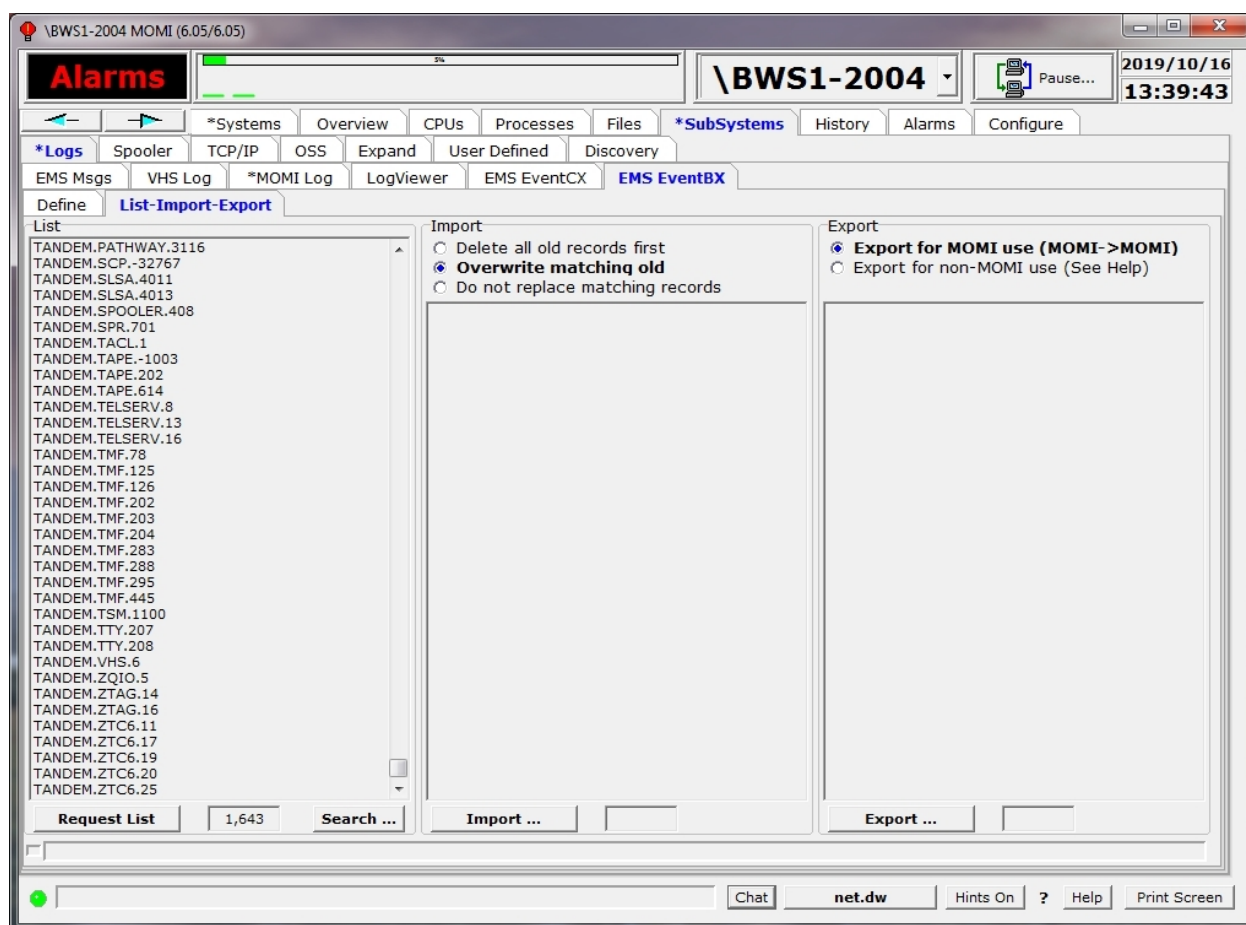 \BWS1-2004 MOMI (6.05/6.05)
Alarms
5%
\BWS1-2004
Pause...
2019/10/16
13:39:43
*Systems Overview CPUs Processes Files *SubSystems History Alarms Configure
*Logs Spooler TCP/IP OSS Expand User Defined Discovery
EMS Msgs VHS Log *MOMI Log LogViewer EMS EventCX EMS EventBX
Define List-Import-Export
List
TANDEM.PATHWAY.3116
TANDEM.SCP.-32767
TANDEM.SLSA.4011
TANDEM.SLSA.4013
TANDEM.SPOOLER.408
TANDEM.SPR.701
TANDEM.TACL.1
TANDEM.TAPE.-1003
TANDEM.TAPE.202
TANDEM.TAPE.614
TANDEM.TELSERV.8
TANDEM.TELSERV.13
TANDEM.TELSERV.16
TANDEM.TMF.78
TANDEM.TMF.125
TANDEM.TMF.126
TANDEM.TMF.202
TANDEM.TMF.203
TANDEM.TMF.204
TANDEM.TMF.283
TANDEM.TMF.288
TANDEM.TMF.295
TANDEM.TMF.445
TANDEM.TSM.1100
TANDEM.TTY.207
TANDEM.TTY.208
TANDEM.VHS.6
TANDEM.ZQIO.5
TANDEM.ZTAG.14
TANDEM.ZTAG.16
TANDEM.ZTC6.11
TANDEM.ZTC6.17
TANDEM.ZTC6.19
TANDEM.ZTC6.20
TANDEM.ZTC6.25
Request List 1,643 Search ...
Import
Delete all old records first
Overwrite matching old
Do not replace matching records
Import ...
Export
Export for MOMI use (MOMI->MOMI)
Export for non-MOMI use (See Help)
Export ...
Chat net.dw Hints On ? Help Print Screen